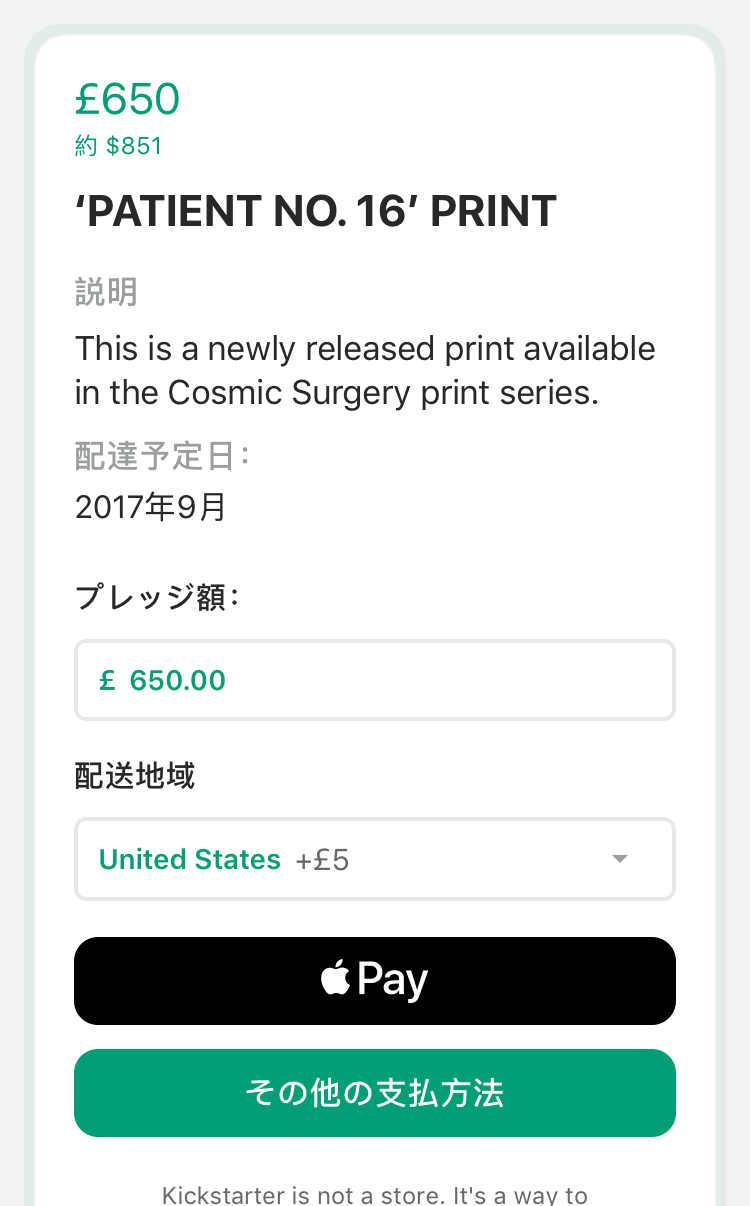 £650
約 $851
‘PATIENT NO. 16’ PRINT
説明
This is a newly released print available
in the Cosmic Surgery print series.
配達予定日：
2017年9月
プレッジ額：
£ 650.00
配送地域
United States +£5
Pay
その他の支払方法
Kickstarter is not a store. It's a way to